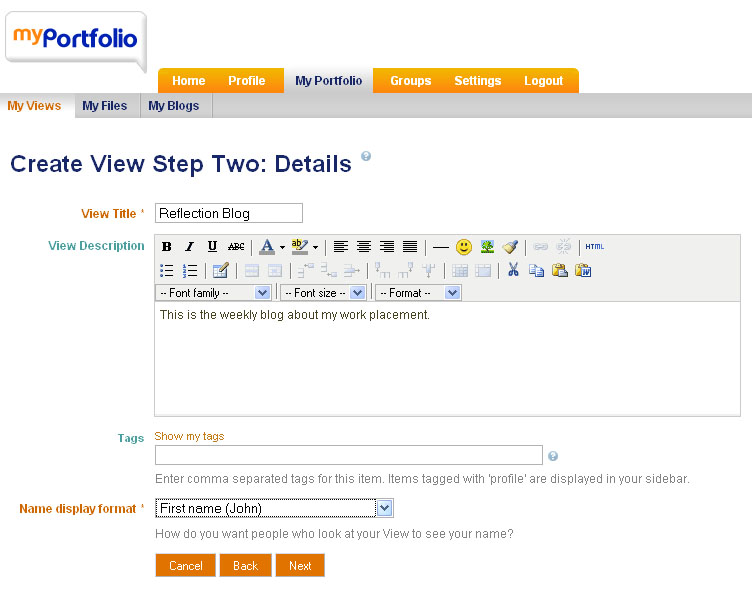 myPortfolio
Home Profile My Portfolio Groups Settings Logout
My Views My Files My Blogs
Create View Step Two: Details ?
View Title * Reflection Blog
View Description B I U ABC A ab HTML
-- Font family -- -- Font size -- -- Format --
This is the weekly blog about my work placement.
Tags Show my tags
?
Enter comma separated tags for this item. Items tagged with 'profile' are displayed in your sidebar.
Name display format * First name (John)
How do you want people who look at your View to see your name?
Cancel Back Next